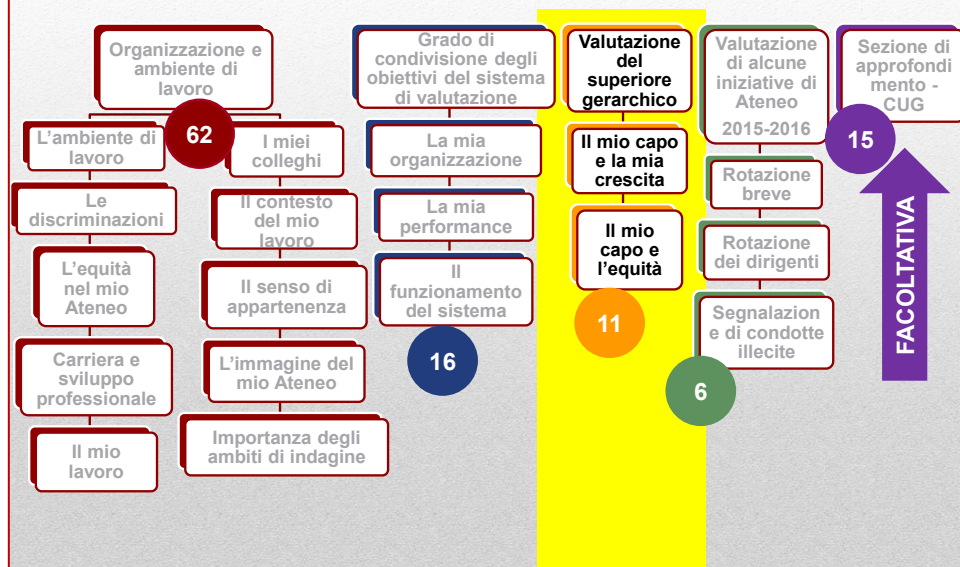 Organizzazione e
ambiente di
lavoro
62
L'ambiente di
lavoro
Le
discriminazioni
L'equità
nel mio
Ateneo
Carriera e
sviluppo
professionale
Il mio
lavoro
I miei
colleghi
Il contesto
del mio
lavoro
Il senso di
appartenenza
L'immagine del
mio Ateneo
Importanza degli
ambiti di indagine
Grado di
condivisione degli
obiettivi del sistema
di valutazione
La mia
organizzazione
La mia
performance
Il
funzionamento
del sistema
16
Valutazione
del
superiore
gerarchico
Il mio capo
e la mia
crescita
Il mio
capo e
l'equità
11
Valutazione
di alcune
iniziative di
Ateneo
2015-2016
Rotazione
breve
Rotazione
dei dirigenti
Segnalazion
e di condotte
illecite
6
Sezione di
approfondi
mento -
CUG
15
FACOLTATIVA